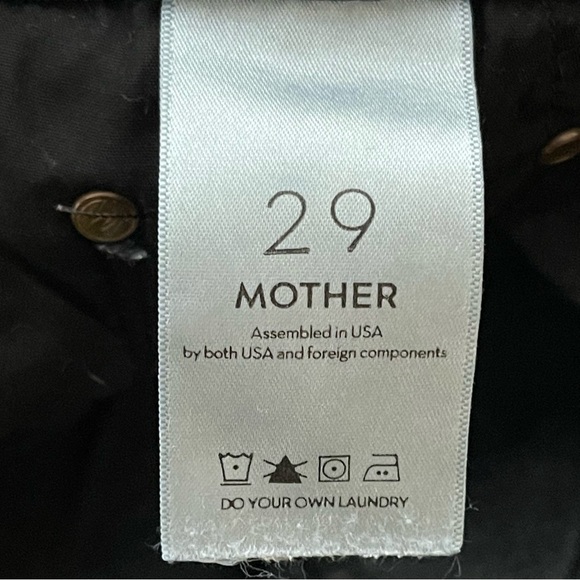 29
MOTHER
Assembled in USA
by both USA and foreign components
DO YOUR OWN LAUNDRY